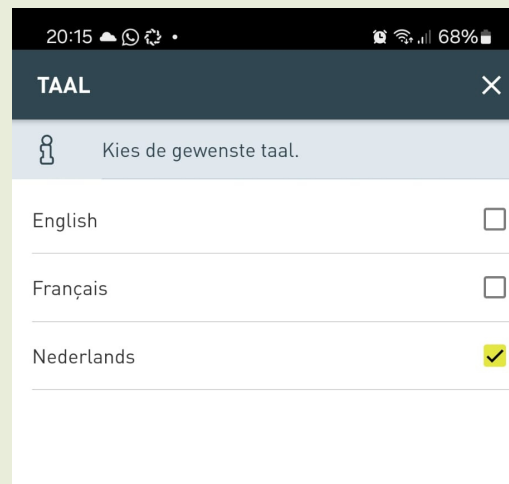 20:15 68%
TAAL
Kies de gewenste taal.
English
Français
Nederlands